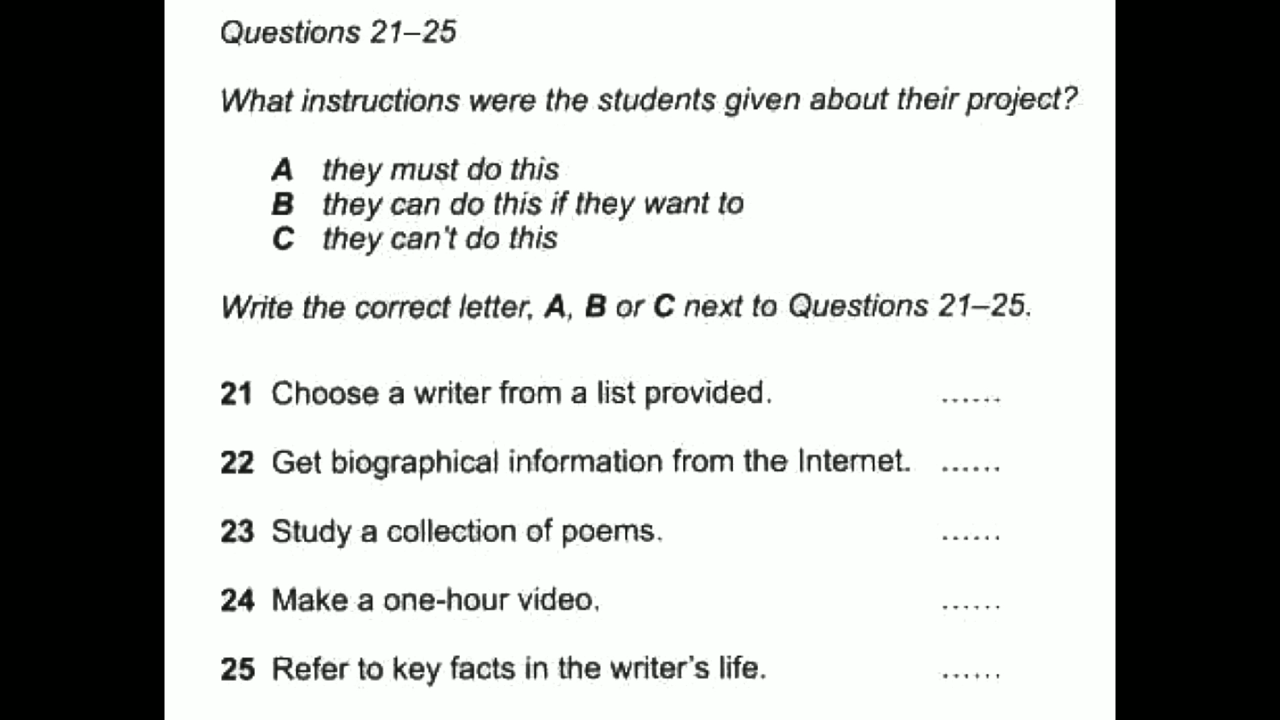 Questions 21–25
What instructions were the students given about their project?
A they must do this
B they can do this if they want to
C they can't do this
Write the correct letter, A, B or C next to Questions 21–25.
21 Choose a writer from a list provided. ......
22 Get biographical information from the Internet. ......
23 Study a collection of poems. ......
24 Make a one-hour video. ......
25 Refer to key facts in the writer's life. ......